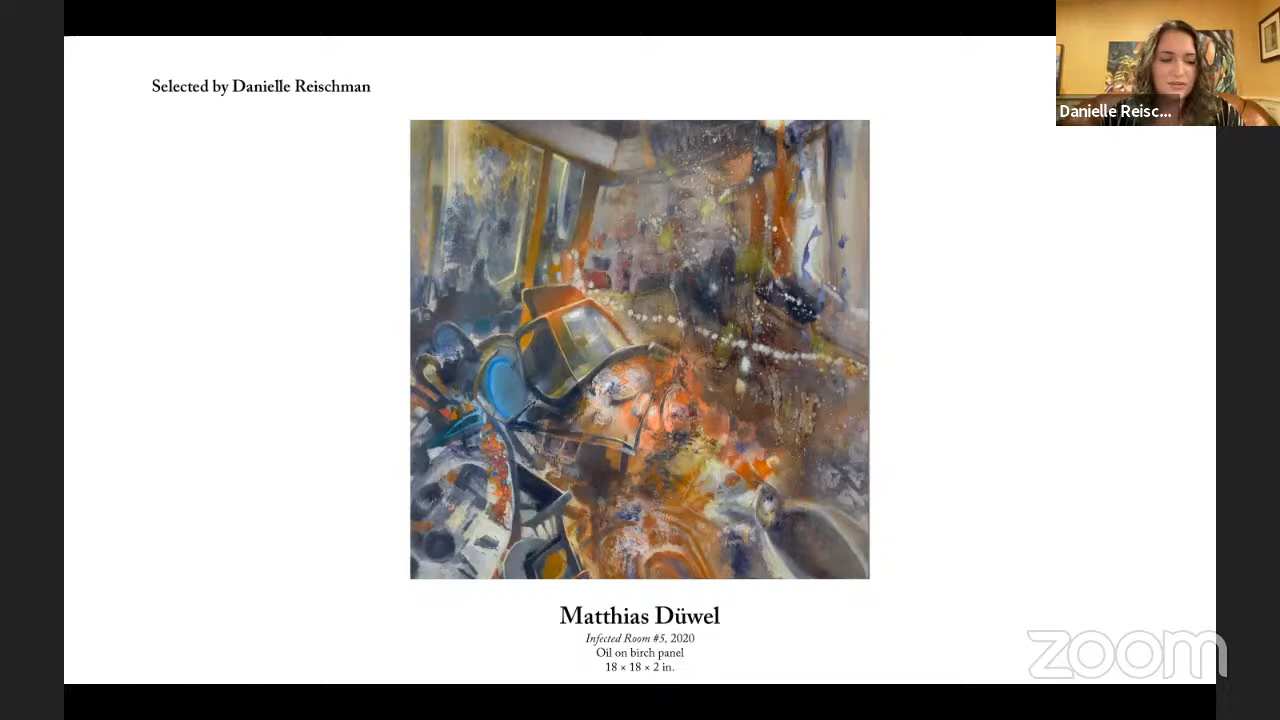 Selected by Danielle Reischman
Danielle Reisc...
Matthias Düwel
Infected Room #5, 2020
Oil on birch panel
18 × 18 × 2 in.
zoom